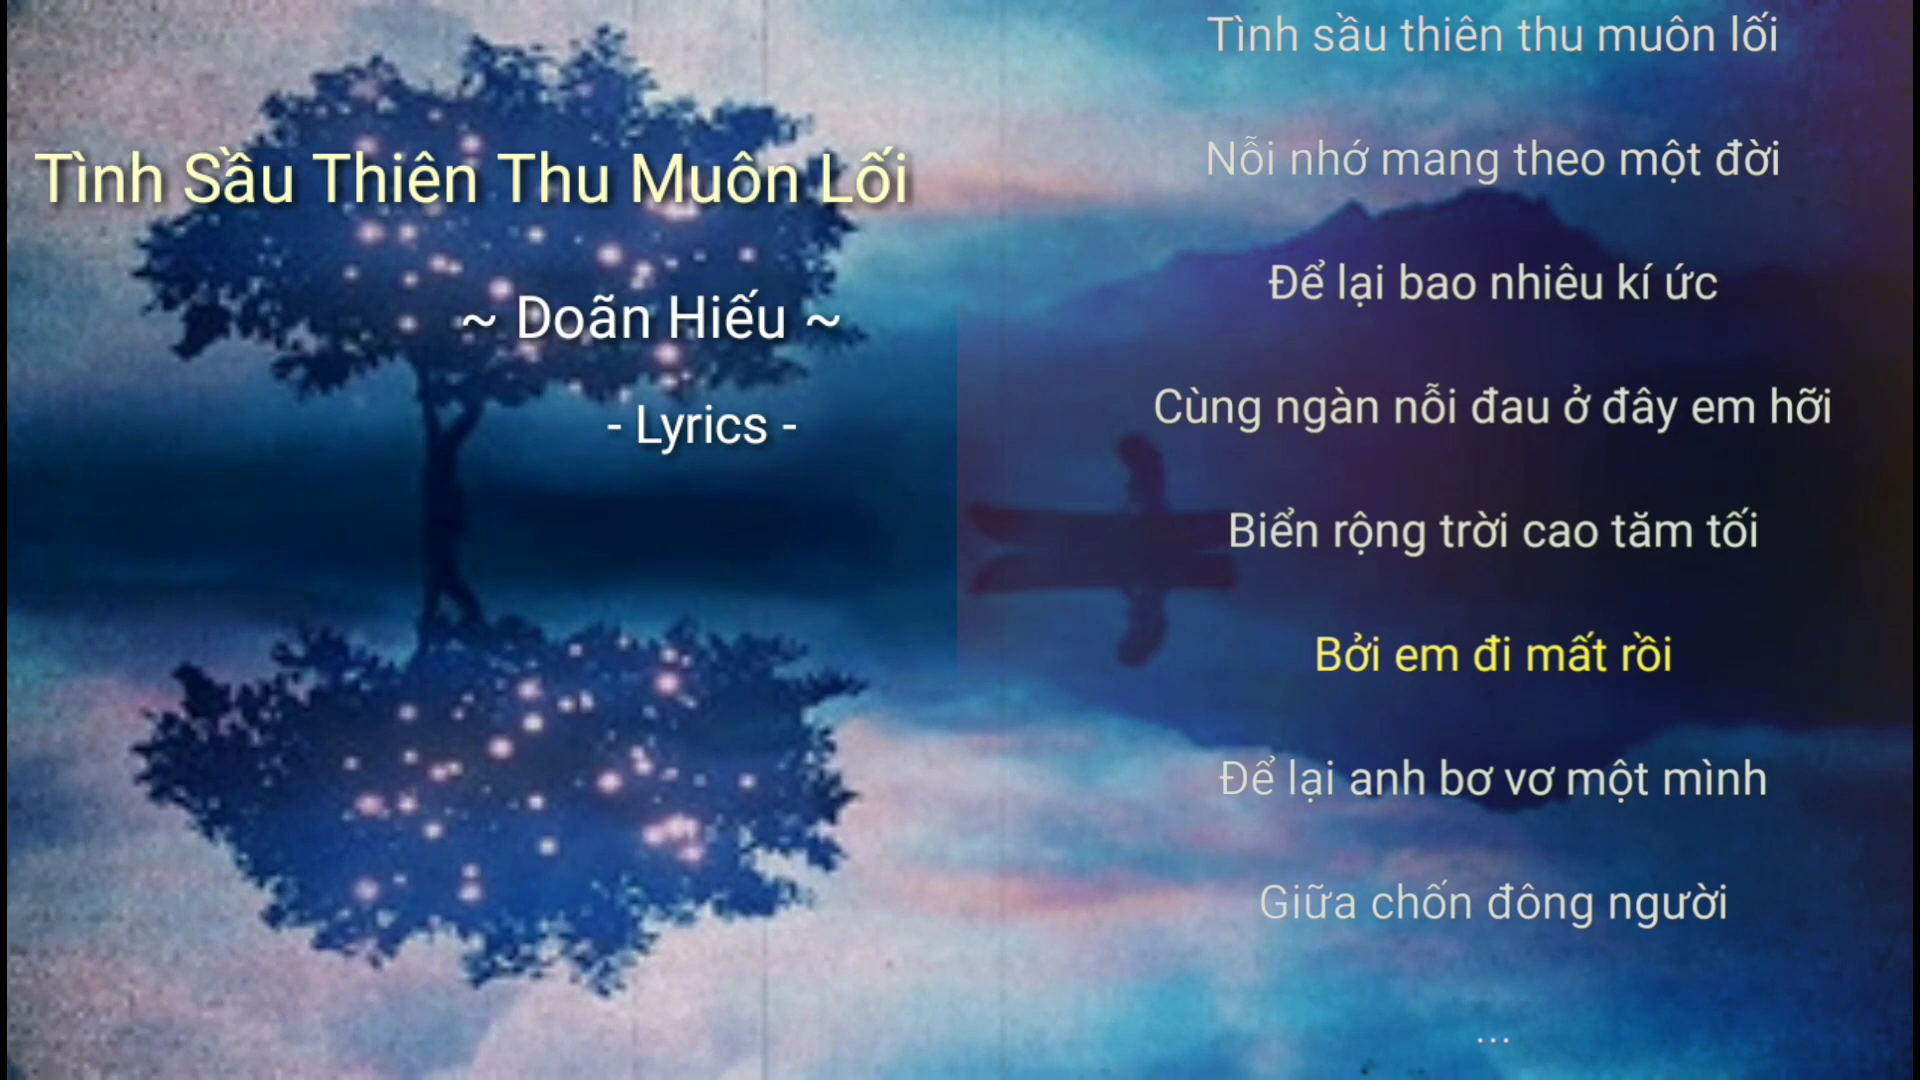 Tình Sầu Thiên Thu Muôn Lối
~ Doãn Hiếu ~
- Lyrics -
Tình sầu thiên thu muôn lối
Nỗi nhớ mang theo một đời
Để lại bao nhiêu kí ức
Cùng ngàn nỗi đau ở đây em hỡi
Biển rộng trời cao tăm tối
Bởi em đi mất rồi
Để lại anh bơ vơ một mình
Giữa chốn đông người
...